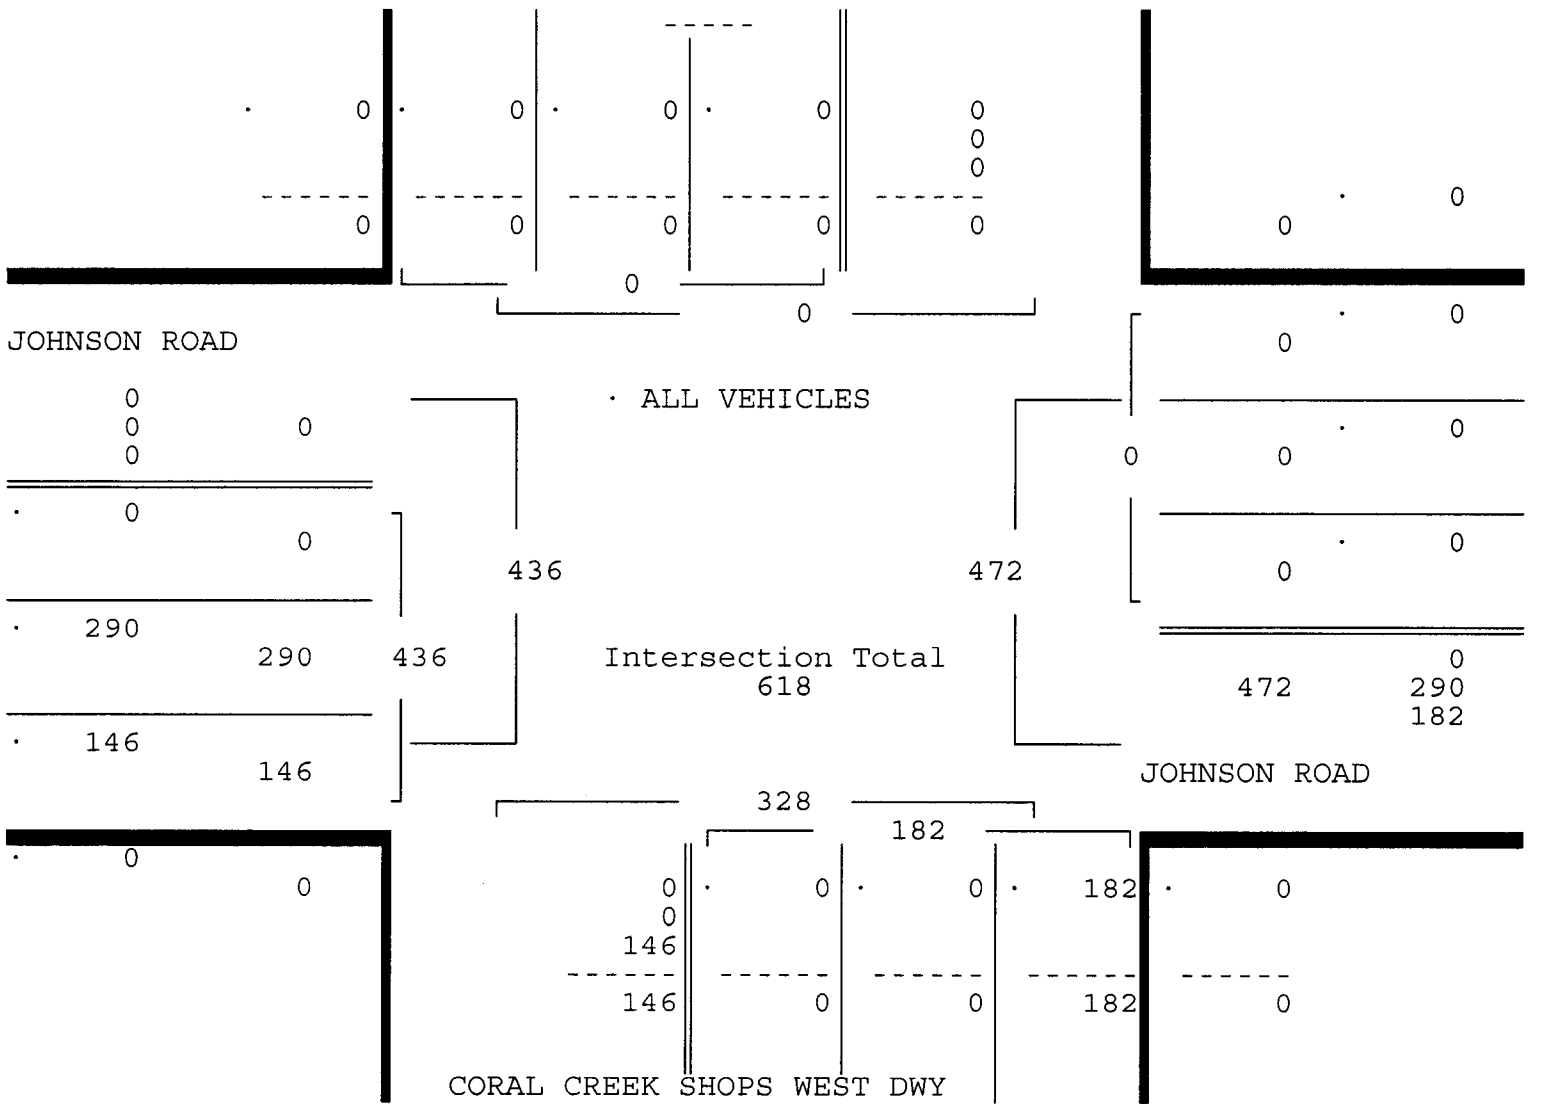 - - - - -
· 0 · 0 · 0 · 0 0
0
0
- - - - - - - - - - - - - - - - - - - - - - - - - - - - - - · 0
0 0 0 0 0 0
0
0 · 0
JOHNSON ROAD 0
0 · ALL VEHICLES
0 0 · 0
0 0 0
· 0
0 · 0
436 472 0
· 290
290 436 Intersection Total 0
618 472 290
182
· 146
146 JOHNSON ROAD
328
182
· 0
0 0 · 0 · 0 · 182 · 0
0
146
- - - - - - - - - - - - - - - - - - - - - - - - - - - - - -
146 0 0 182 0
CORAL CREEK SHOPS WEST DWY